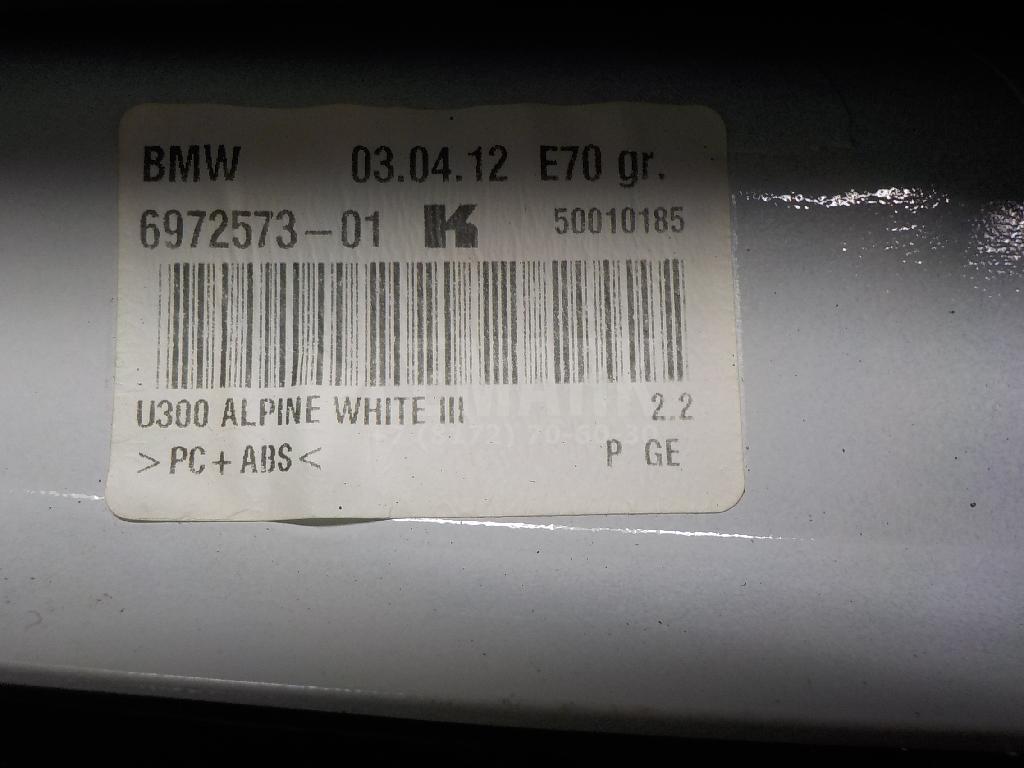 BMW 03.04.12 E70 gr.
6972573-01 K 50010185
U300 ALPINE WHITE III 2.2
>PC+ABS< P GE